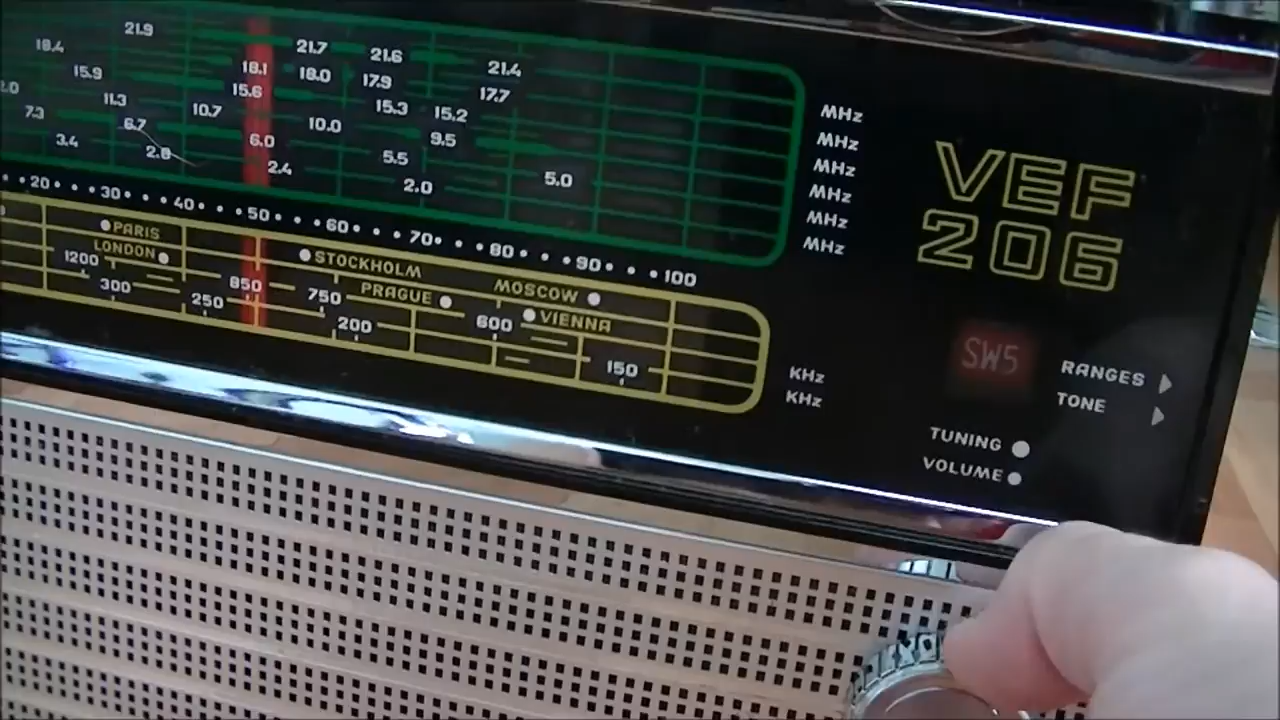 21.9
18.4 21.7 21.6 21.4
15.9 18.1 18.0 17.9 17.7
11.3 15.6 15.3 15.2
7.3 10.7 10.0 9.5
3.4 6.7 6.0 5.5 5.0
2.8 2.4 2.0
MHz
MHz
MHz
MHz
MHz
MHz
20 30 40 50 60 70 80 90 100
PARIS
LONDON STOCKHOLM MOSCOW
PRAGUE VIENNA
1200 850 750 600
300 250 200 150
KHz
KHz
VEF
206
SW5
RANGES
TONE
TUNING
VOLUME